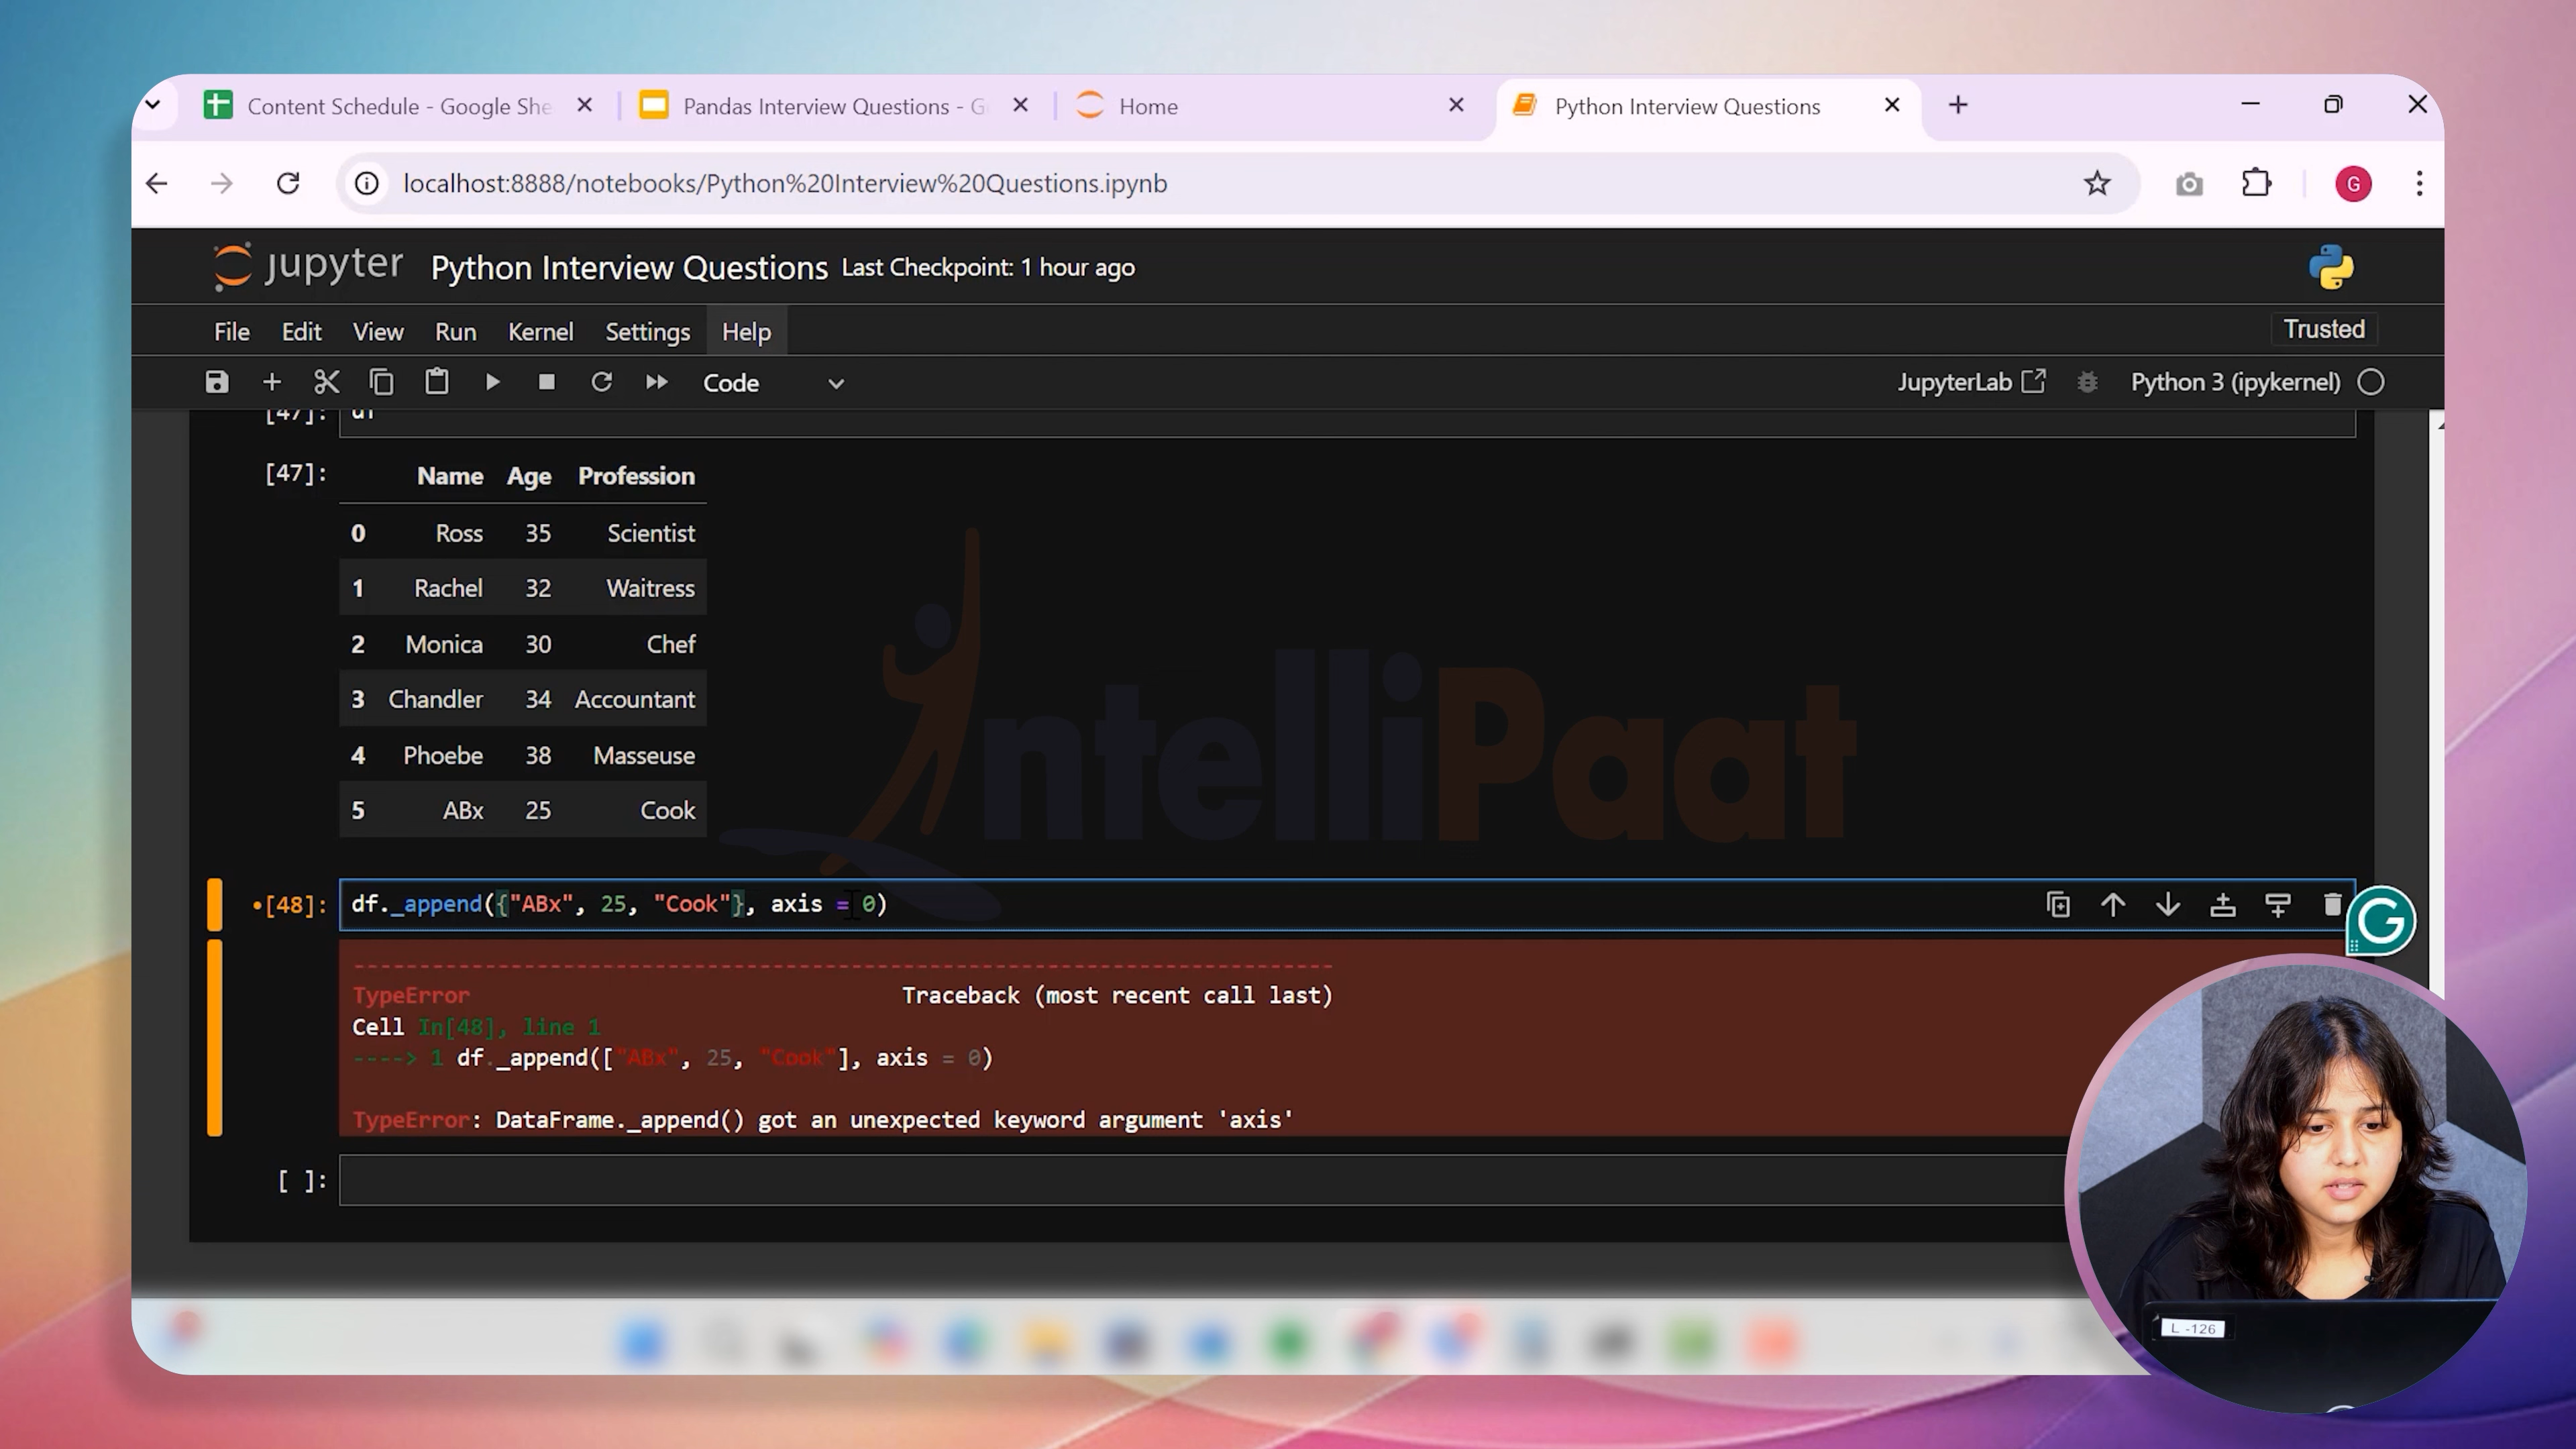 Content Schedule - Google She
Pandas Interview Questions - G
Home
Python Interview Questions
localhost:8888/notebooks/Python%20Interview%20Questions.ipynb
G
jupyter Python Interview Questions Last Checkpoint: 1 hour ago
File Edit View Run Kernel Settings Help Trusted
Code JupyterLab Python 3 (ipykernel)
[47]: df
[47]: Name Age Profession
0 Ross 35 Scientist
1 Rachel 32 Waitress
2 Monica 30 Chef
3 Chandler 34 Accountant
4 Phoebe 38 Masseuse
5 ABx 25 Cook
IntelliPaat
•[48]: df._append({"ABx", 25, "Cook"}, axis = 0)
G
---------------------------------------------------------------------------
TypeError Traceback (most recent call last)
Cell In[48], line 1
----> 1 df._append(["ABx", 25, "Cook"], axis = 0)
TypeError: DataFrame._append() got an unexpected keyword argument 'axis'
[ ]:
L -126